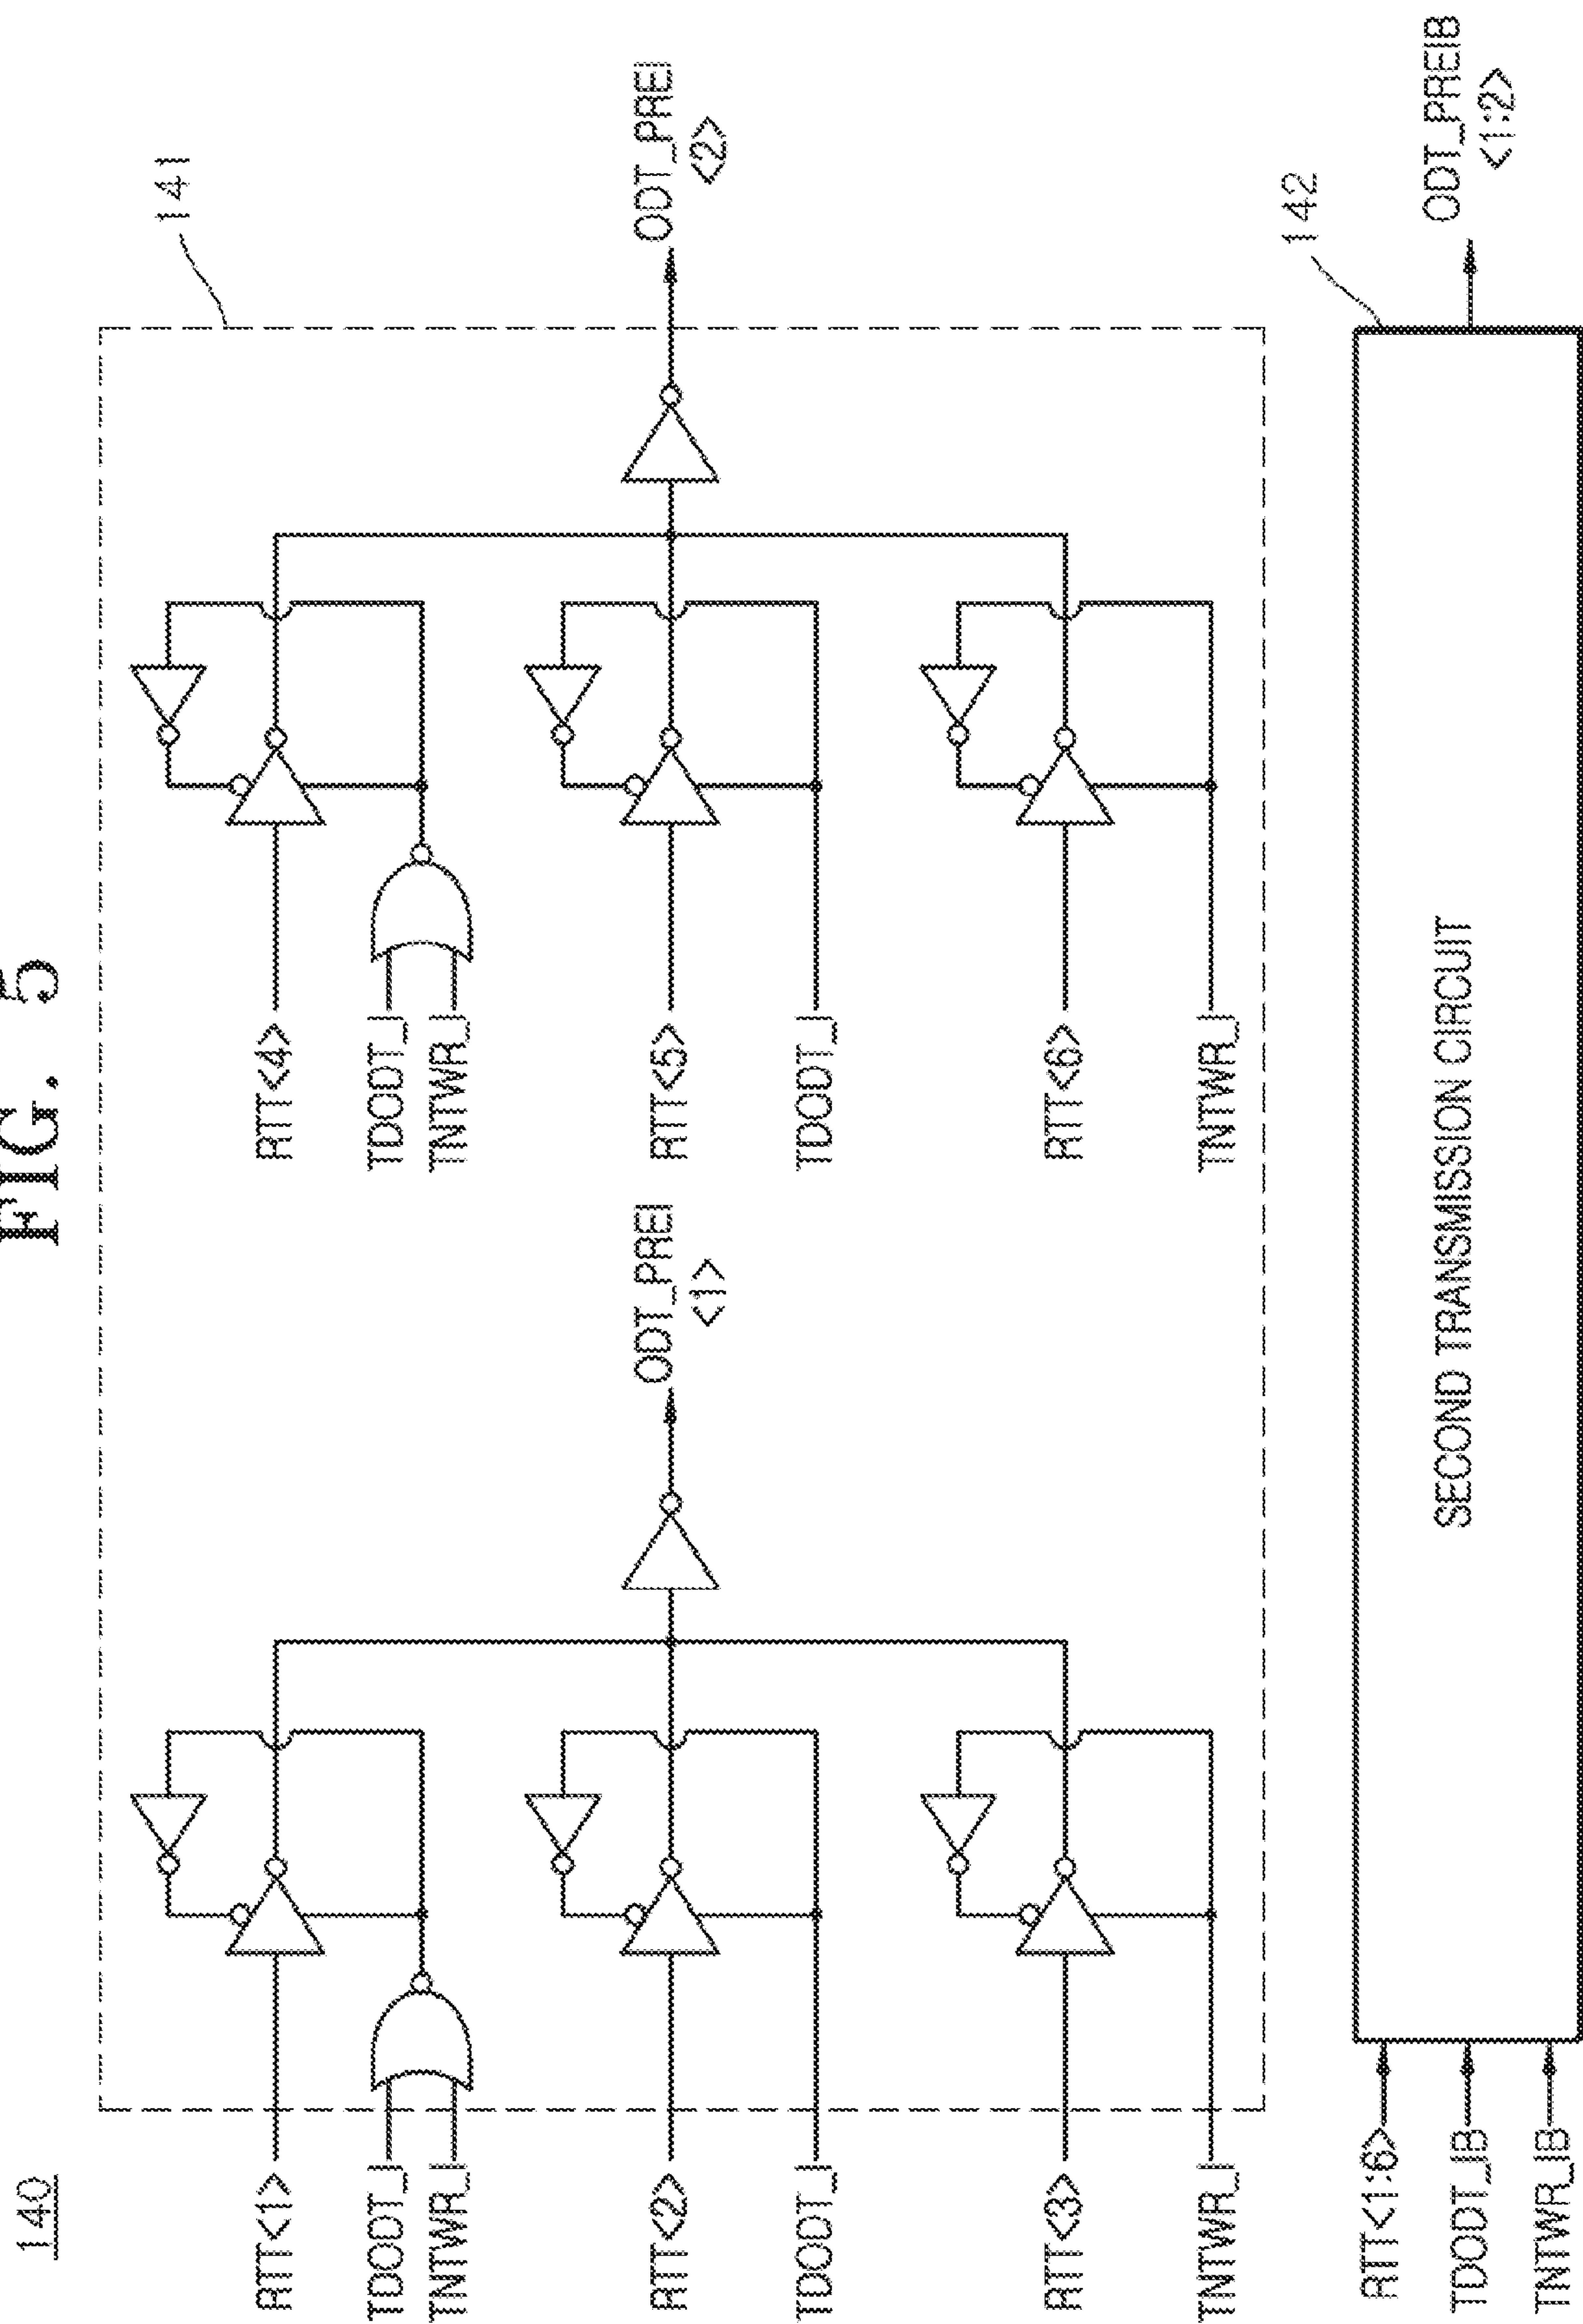 FIG. 5
140
141
RTT<1>
TDODT_I
TNTWR_I
RTT<2>
TDODT_I
RTT<3>
TNTWR_I
ODT_PREI
<1>
RTT<4>
TDODT_I
TNTWR_I
RTT<5>
TDODT_I
RTT<6>
TNTWR_I
ODT_PREI
<2>
142
RTT<1:6>
TDODT_IB
TNTWR_IB
SECOND TRANSMISSION CIRCUIT
ODT_PREIB
<1:2>